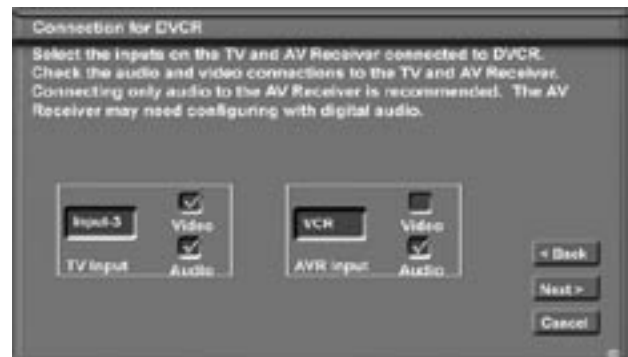 Connection for DVCR
Select the inputs on the TV and AV Receiver connected to DVCR.
Check the audio and video connections to the TV and AV Receiver.
Connecting only audio to the AV Receiver is recommended. The AV
Receiver may need configuring with digital audio.
Input-3
Video
TV Input
Audio
VCR
Video
AVR input
Audio
< Back
Next >
Cancel